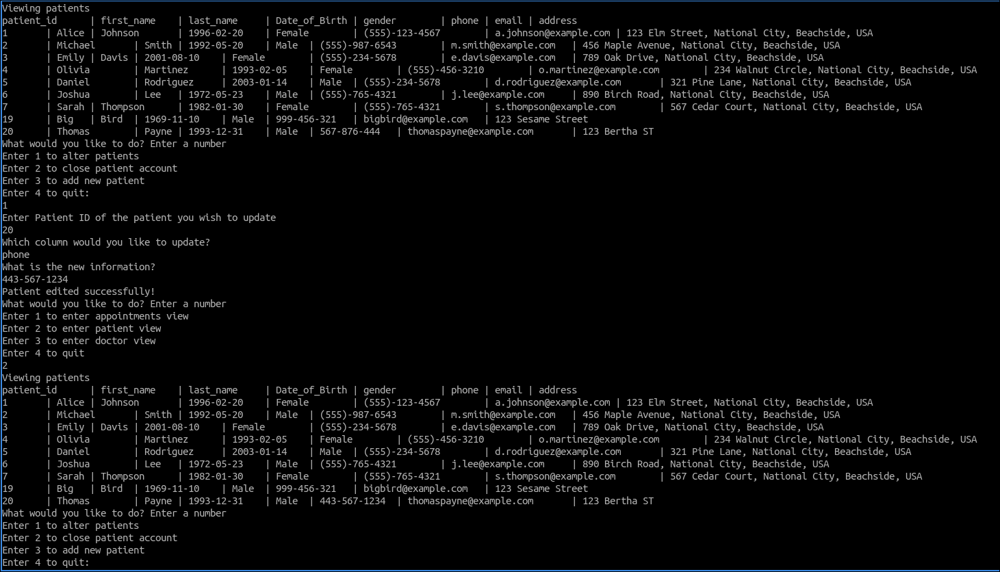 Viewing patients
patient_id      | first_name    | last_name     | Date_of_Birth | gender        | phone | email | address
1       | Alice | Johnson       | 1996-02-20    | Female        | (555)-123-4567        | a.johnson@example.com | 123 Elm Street, National City, Beachside, USA
2       | Michael       | Smith | 1992-05-20    | Male  | (555)-987-6543        | m.smith@example.com   | 456 Maple Avenue, National City, Beachside, USA
3       | Emily | Davis | 2001-08-10    | Female        | (555)-234-5678        | e.davis@example.com   | 789 Oak Drive, National City, Beachside, USA
4       | Olivia        | Martinez      | 1993-02-05    | Female        | (555)-456-3210        | o.martinez@example.com        | 234 Walnut Circle, National City, Beachside, USA
5       | Daniel        | Rodriguez     | 2003-01-14    | Male  | (555)-234-5678        | d.rodriguez@example.com       | 321 Pine Lane, National City, Beachside, USA
6       | Joshua        | Lee   | 1972-05-23    | Male  | (555)-765-4321        | j.lee@example.com     | 890 Birch Road, National City, Beachside, USA
7       | Sarah | Thompson      | 1982-01-30    | Female        | (555)-765-4321        | s.thompson@example.com        | 567 Cedar Court, National City, Beachside, USA
19      | Big   | Bird  | 1969-11-10    | Male  | 999-456-321   | bigbird@example.com   | 123 Sesame Street
20      | Thomas        | Payne | 1993-12-31    | Male  | 567-876-444   | thomaspayne@example.com       | 123 Bertha ST
What would you like to do? Enter a number
Enter 1 to alter patients
Enter 2 to close patient account
Enter 3 to add new patient
Enter 4 to quit:
1
Enter Patient ID of the patient you wish to update
20
Which column would you like to update?
phone
What is the new information?
443-567-1234
Patient edited successfully!
What would you like to do? Enter a number
Enter 1 to enter appointments view
Enter 2 to enter patient view
Enter 3 to enter doctor view
Enter 4 to quit
2
Viewing patients
patient_id      | first_name    | last_name     | Date_of_Birth | gender        | phone | email | address
1       | Alice | Johnson       | 1996-02-20    | Female        | (555)-123-4567        | a.johnson@example.com | 123 Elm Street, National City, Beachside, USA
2       | Michael       | Smith | 1992-05-20    | Male  | (555)-987-6543        | m.smith@example.com   | 456 Maple Avenue, National City, Beachside, USA
3       | Emily | Davis | 2001-08-10    | Female        | (555)-234-5678        | e.davis@example.com   | 789 Oak Drive, National City, Beachside, USA
4       | Olivia        | Martinez      | 1993-02-05    | Female        | (555)-456-3210        | o.martinez@example.com        | 234 Walnut Circle, National City, Beachside, USA
5       | Daniel        | Rodriguez     | 2003-01-14    | Male  | (555)-234-5678        | d.rodriguez@example.com       | 321 Pine Lane, National City, Beachside, USA
6       | Joshua        | Lee   | 1972-05-23    | Male  | (555)-765-4321        | j.lee@example.com     | 890 Birch Road, National City, Beachside, USA
7       | Sarah | Thompson      | 1982-01-30    | Female        | (555)-765-4321        | s.thompson@example.com        | 567 Cedar Court, National City, Beachside, USA
19      | Big   | Bird  | 1969-11-10    | Male  | 999-456-321   | bigbird@example.com   | 123 Sesame Street
20      | Thomas        | Payne | 1993-12-31    | Male  | 443-567-1234  | thomaspayne@example.com       | 123 Bertha ST
What would you like to do? Enter a number
Enter 1 to alter patients
Enter 2 to close patient account
Enter 3 to add new patient
Enter 4 to quit: